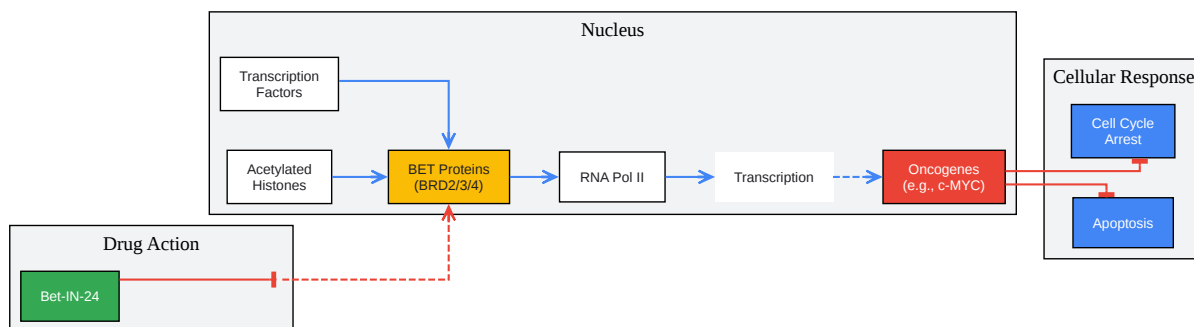 Nucleus
Transcription
Factors
Acetylated
Histones
BET Proteins
(BRD2/3/4)
RNA Pol II
Transcription
Oncogenes
(e.g., c-MYC)
Cellular Response
Cell Cycle
Arrest
Apoptosis
Drug Action
Bet-IN-24